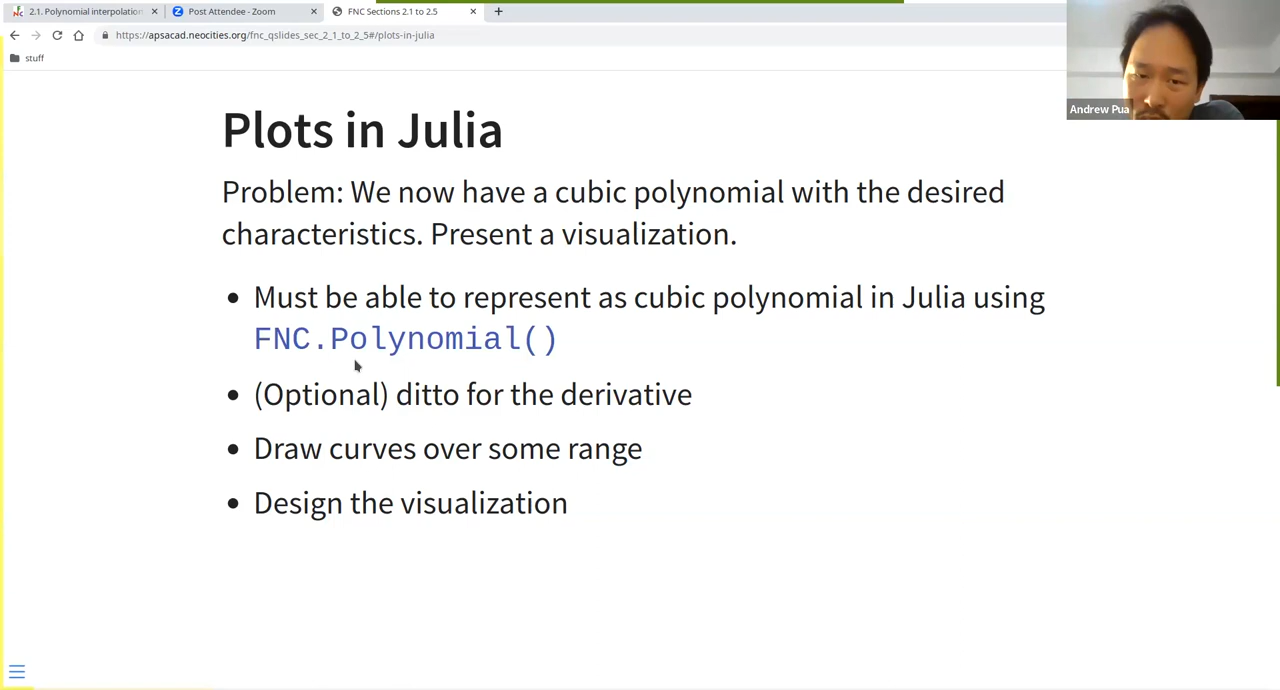 2.1. Polynomial interpolation
Post Attendee - Zoom
FNC Sections 2.1 to 2.5
https://apsacad.neocities.org/fnc_qslides_sec_2_1_to_2_5#/plots-in-julia
stuff
Andrew Pua
Plots in Julia
Problem: We now have a cubic polynomial with the desired
characteristics. Present a visualization.
• Must be able to represent as cubic polynomial in Julia using
FNC.Polynomial()
• (Optional) ditto for the derivative
• Draw curves over some range
• Design the visualization